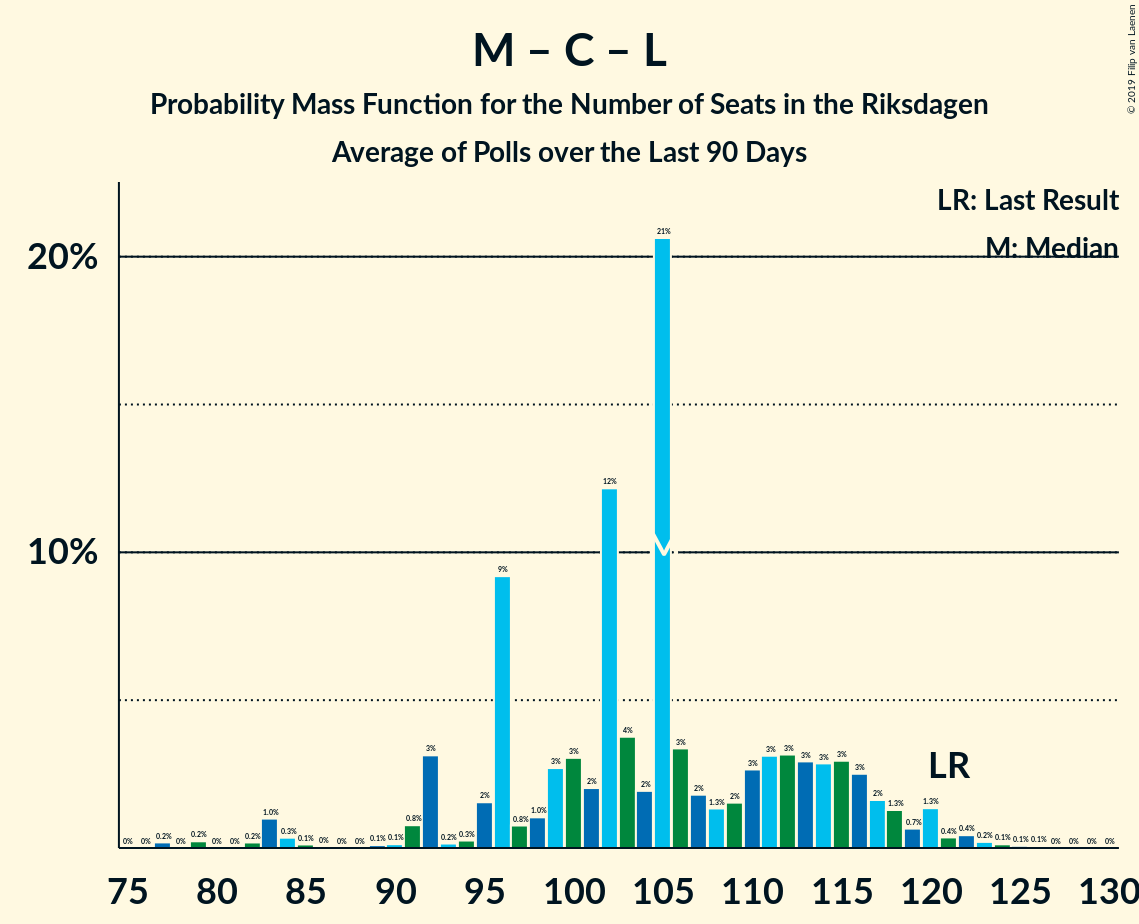 M – C – L
Probability Mass Function for the Number of Seats in the Riksdagen
Average of Polls over the Last 90 Days
© 2019 Filip van Laenen
LR: Last Result
M: Median
20%
10%
0% 0% 0.2% 0% 0.2% 0% 0% 0.2% 1.0% 0.3% 0.1% 0% 0% 0% 0.1% 0.1% 0.8% 3% 0.2% 0.3% 2% 9% 0.8% 1.0% 3% 3% 2% 12% 4% 2% 21% 3% 2% 1.3% 2% 3% 3% 3% 3% 3% 3% 3% 2% 1.3% 0.7% 1.3% 0.4% 0.4% 0.2% 0.1% 0.1% 0.1% 0% 0% 0% 0%
M
LR
75 80 85 90 95 100 105 110 115 120 125 130